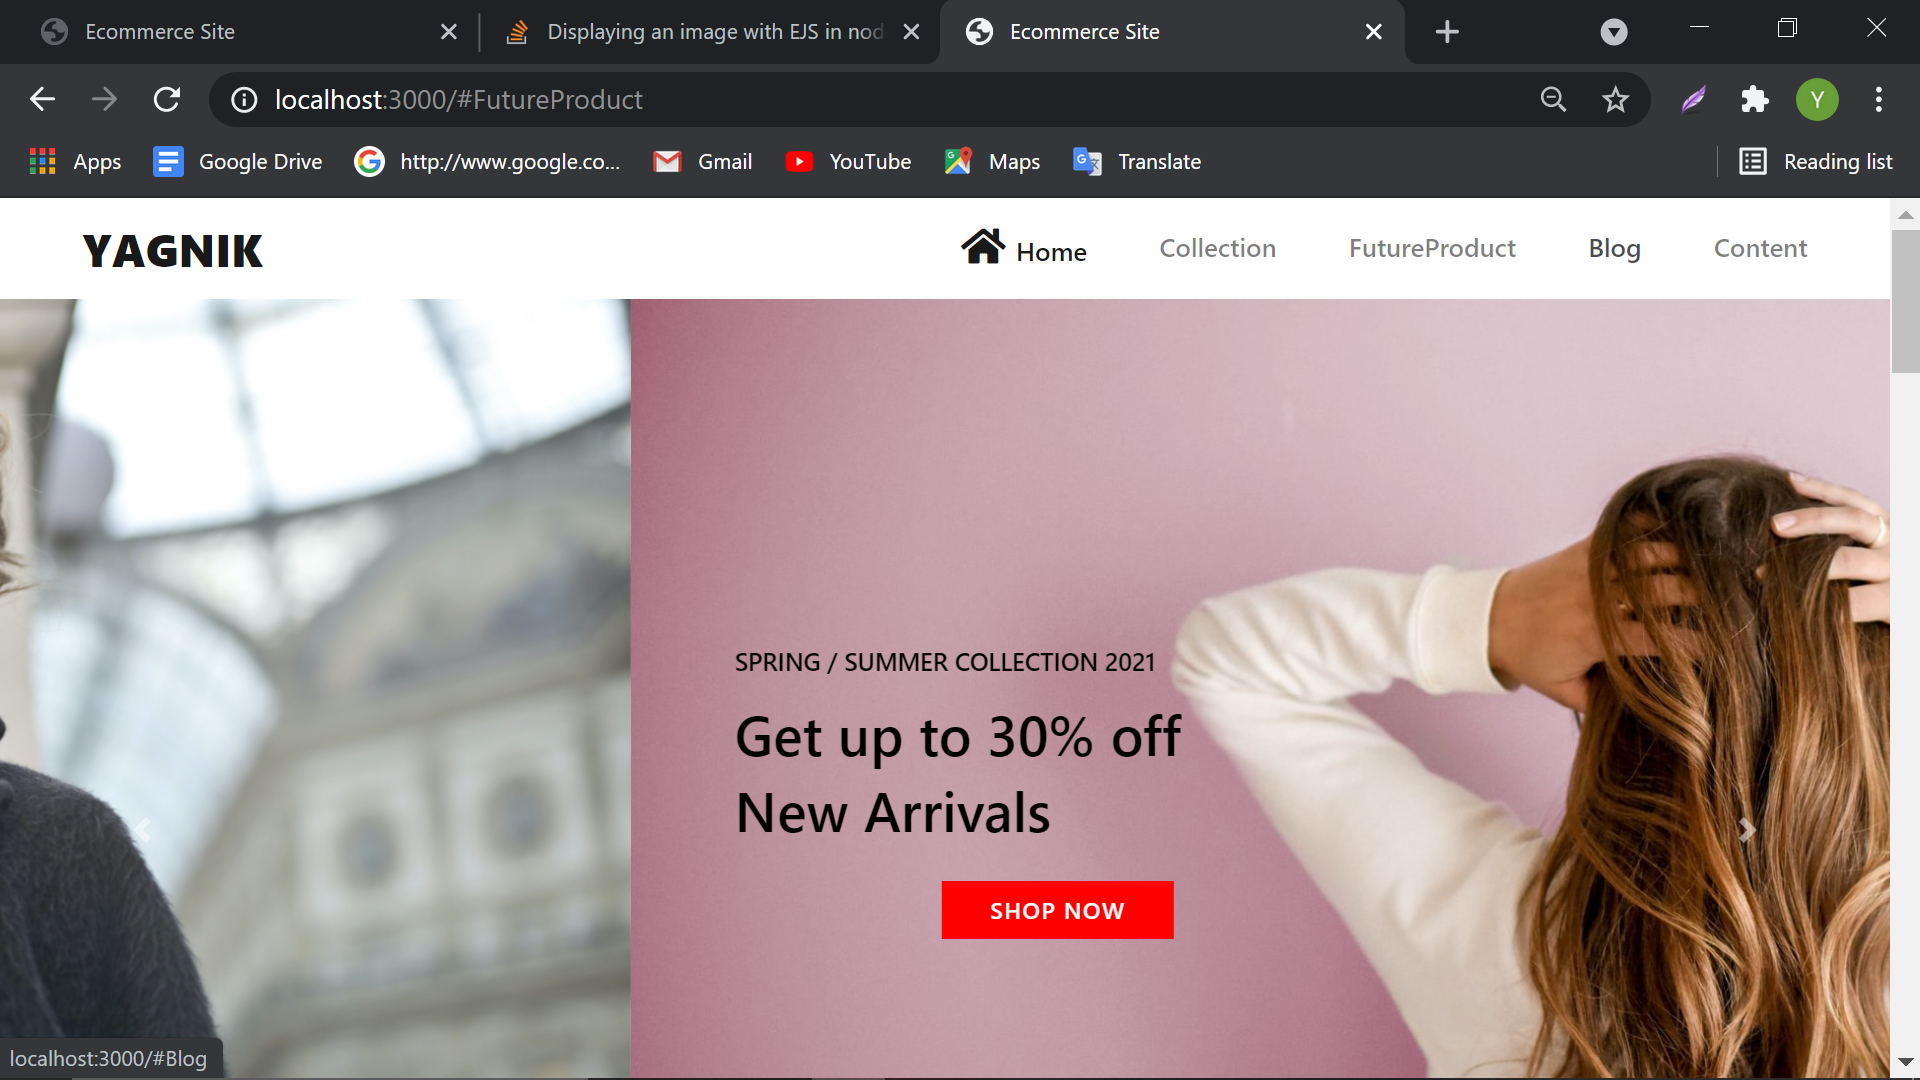 Ecommerce Site
Displaying an image with EJS in nod
Ecommerce Site
localhost:3000/#FutureProduct
Y
Apps
Google Drive
http://www.google.co...
Gmail
YouTube
Maps
Translate
Reading list
YAGNIK
Home
Collection
FutureProduct
Blog
Content
SPRING / SUMMER COLLECTION 2021
Get up to 30% off
New Arrivals
SHOP NOW
localhost:3000/#Blog